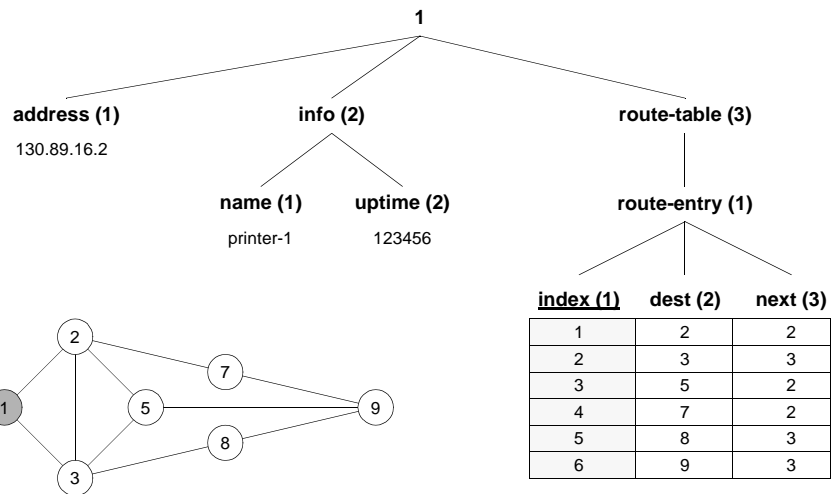 1
address (1)
info (2)
route-table (3)
130.89.16.2
name (1)
uptime (2)
route-entry (1)
printer-1
123456
index (1)
dest (2)
next (3)
1 2 2
2 3 3
3 5 2
4 7 2
5 8 3
6 9 3
2
7
1
5
9
8
3